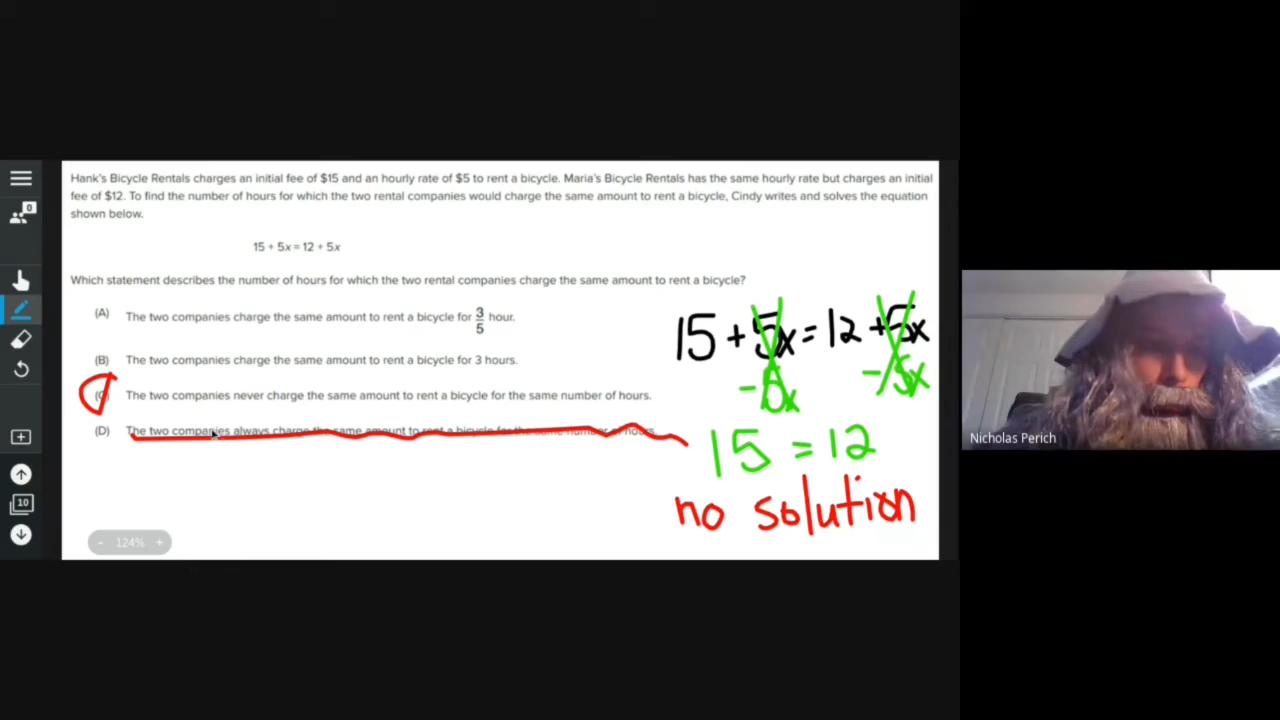 Hank's Bicycle Rentals charges an initial fee of $15 and an hourly rate of $5 to rent a bicycle. Maria's Bicycle Rentals has the same hourly rate but charges an initial
fee of $12. To find the number of hours for which the two rental companies would charge the same amount to rent a bicycle, Cindy writes and solves the equation
shown below.
15 + 5x = 12 + 5x
Which statement describes the number of hours for which the two rental companies charge the same amount to rent a bicycle?
(A) The two companies charge the same amount to rent a bicycle for 3/5 hour.
(B) The two companies charge the same amount to rent a bicycle for 3 hours.
(C) The two companies never charge the same amount to rent a bicycle for the same number of hours.
(D) The two companies always charge the same amount to rent a bicycle for the same number of hours.
15 + 5x = 12 + 5x
-5x -5x
15 = 12
no solution
0
10
- 124% +
Nicholas Perich